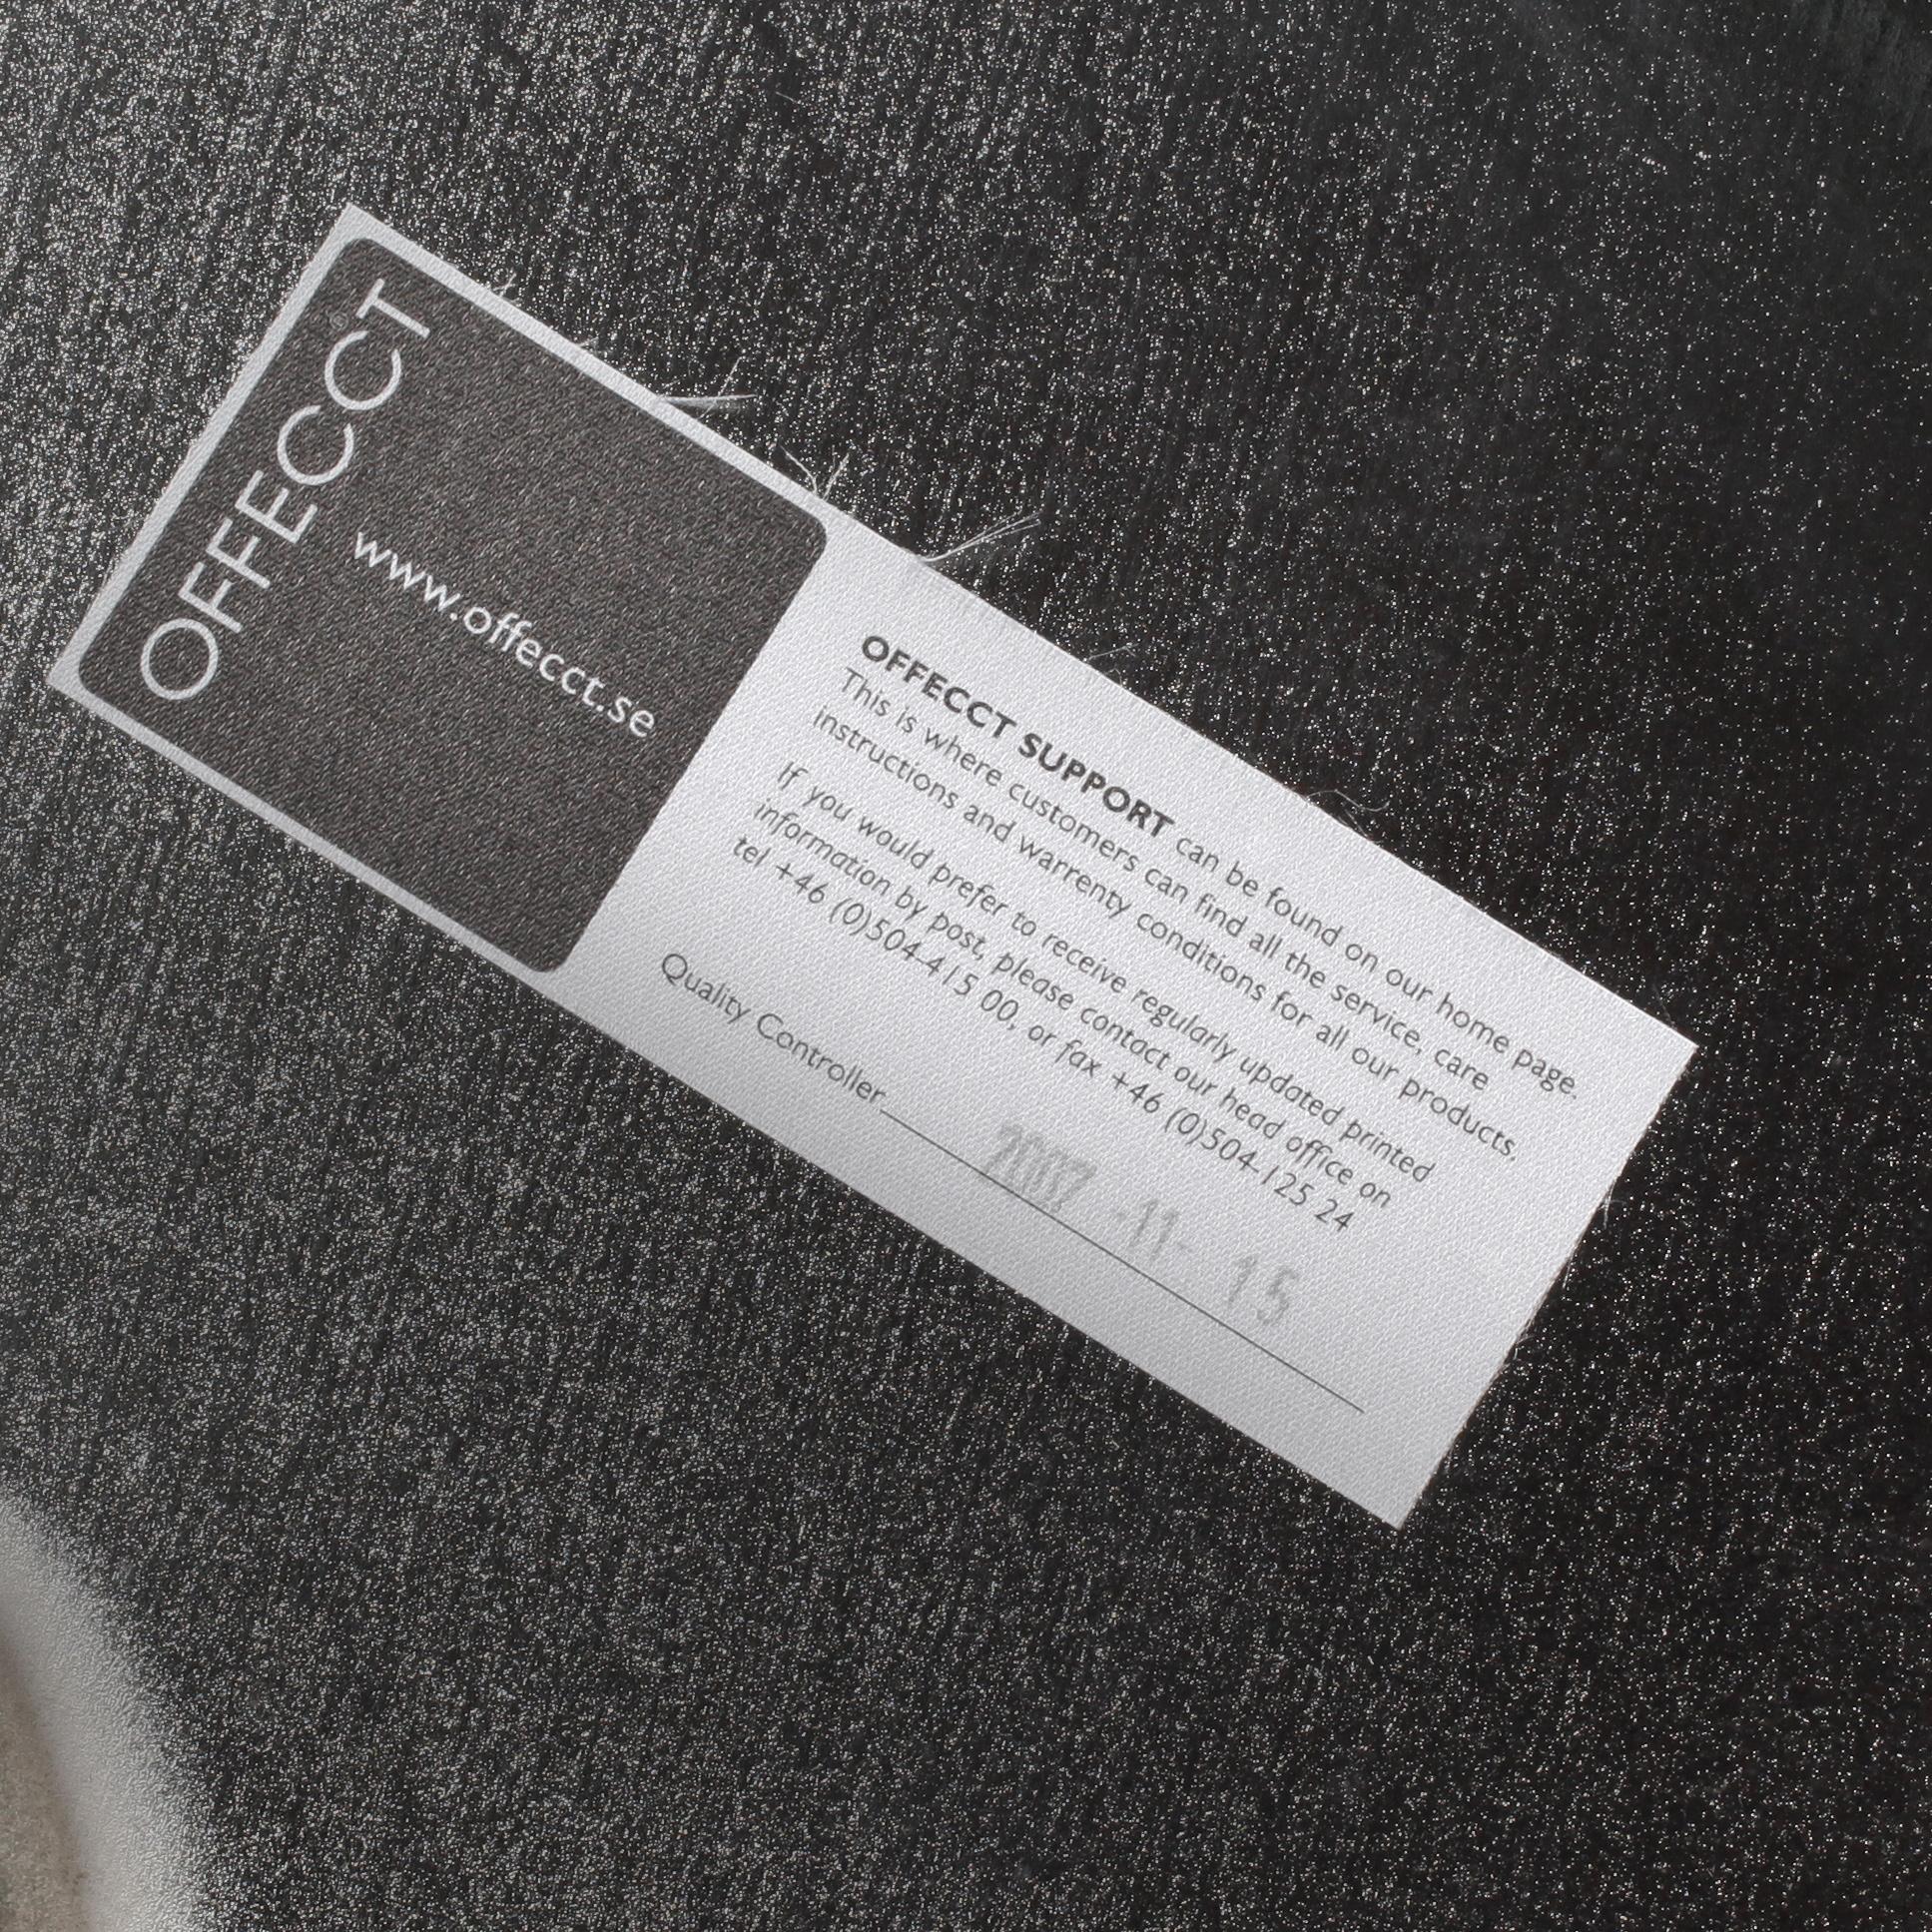 OFFECCT
www.offecct.se
OFFECCT SUPPORT can be found on our home page.
This is where customers can find all the service, care
instructions and warrenty conditions for all our products.
If you would prefer to receive regularly updated printed
information by post, please contact our head office on
tel +46 (0)504-415 00, or fax +46 (0)504-125 24
Quality Controller
2007 -11- 15